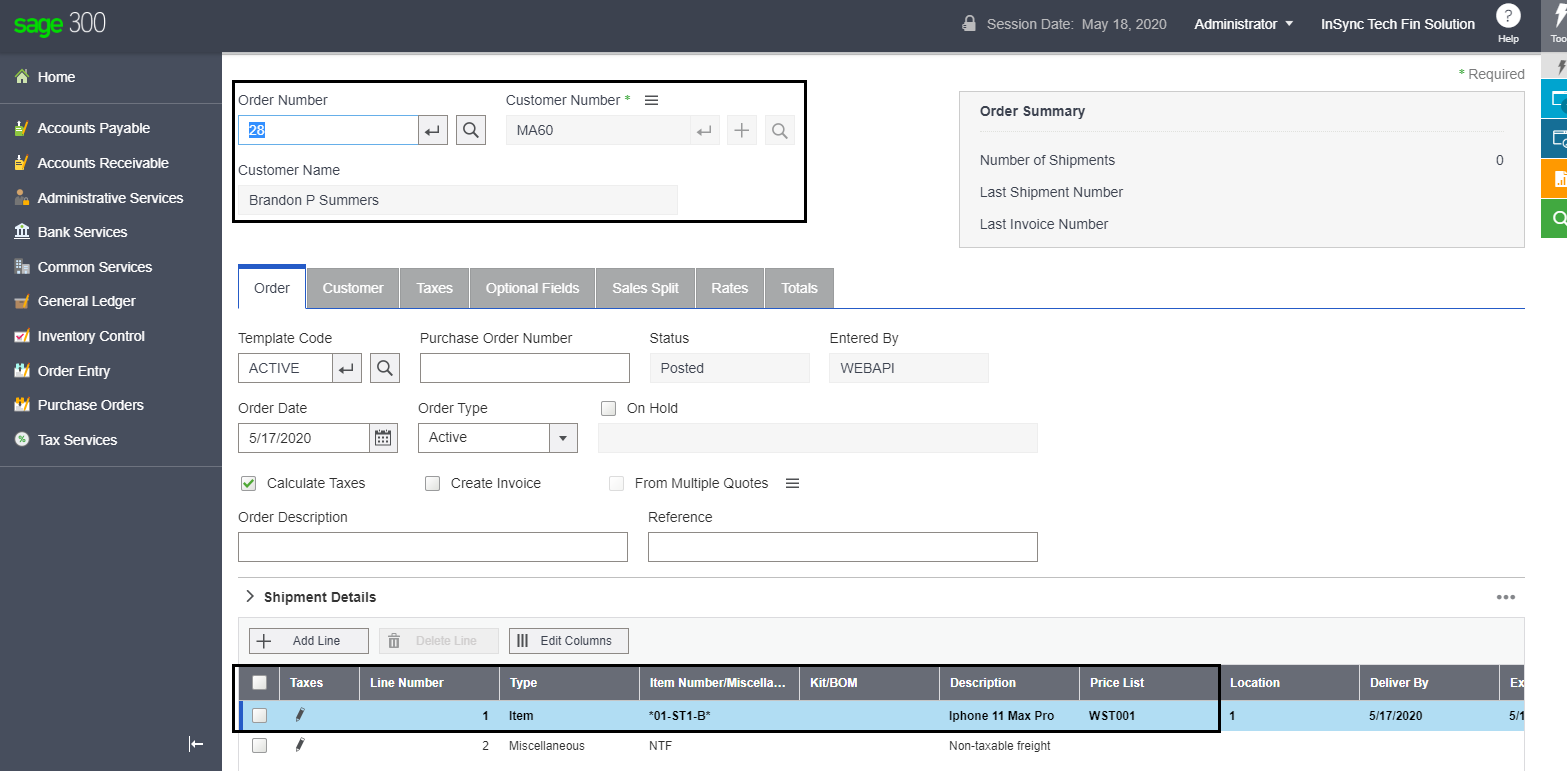 sage 300
Session Date: May 18, 2020
Administrator
InSync Tech Fin Solution
?
Help
Home
Accounts Payable
Accounts Receivable
Administrative Services
Bank Services
Common Services
General Ledger
Inventory Control
Order Entry
Purchase Orders
Tax Services
* Required
Order Number
Customer Number *
28
MA60
Customer Name
Brandon P Summers
Order Summary
Number of Shipments 0
Last Shipment Number
Last Invoice Number
Order Customer Taxes Optional Fields Sales Split Rates Totals
Template Code
Purchase Order Number
Status
Entered By
ACTIVE
Posted
WEBAPI
Order Date
Order Type
On Hold
5/17/2020
Active
Calculate Taxes
Create Invoice
From Multiple Quotes
Order Description
Reference
Shipment Details
Add Line
Delete Line
Edit Columns
Taxes Line Number Type Item Number/Miscella... Kit/BOM Description Price List Location Deliver By Ex
1 Item *01-ST1-B* Iphone 11 Max Pro WST001 1 5/17/2020 5/1
2 Miscellaneous NTF Non-taxable freight